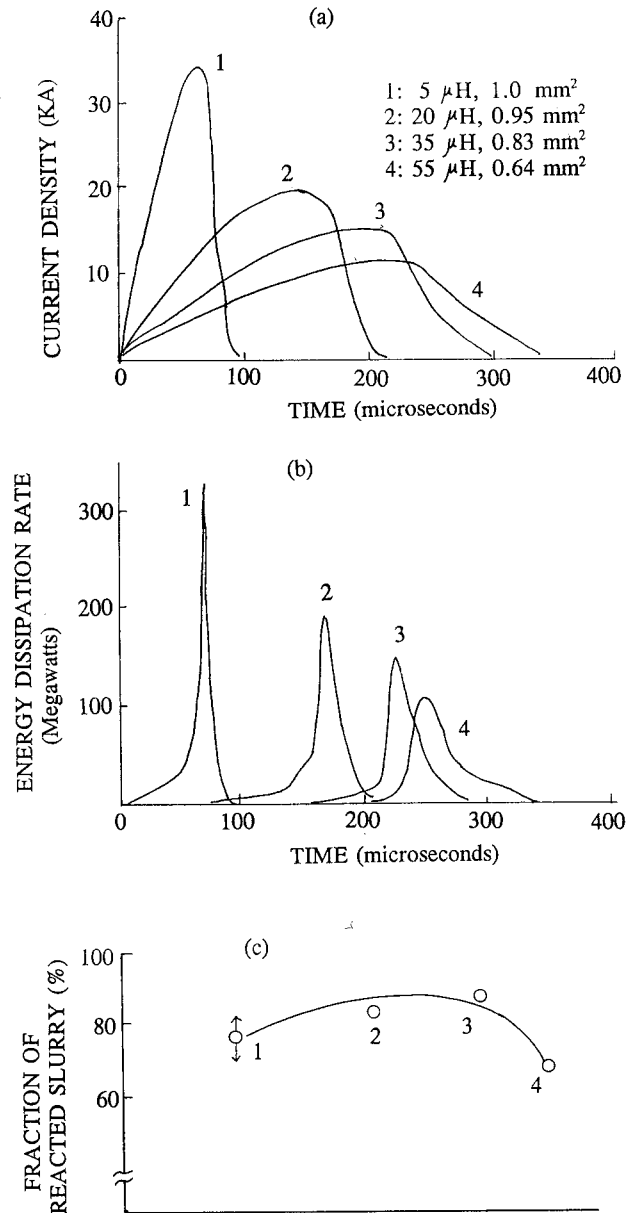 (a)
CURRENT DENSITY (KA)
40
30
20
10
0
100
200
300
400
TIME (microseconds)
1
2
3
4
1: 5 μH, 1.0 mm²
2: 20 μH, 0.95 mm²
3: 35 μH, 0.83 mm²
4: 55 μH, 0.64 mm²
(b)
ENERGY DISSIPATION RATE
(Megawatts)
300
200
100
0
100
200
300
400
TIME (microseconds)
1
2
3
4
(c)
FRACTION OF
REACTED SLURRY (%)
100
80
60
1
2
3
4